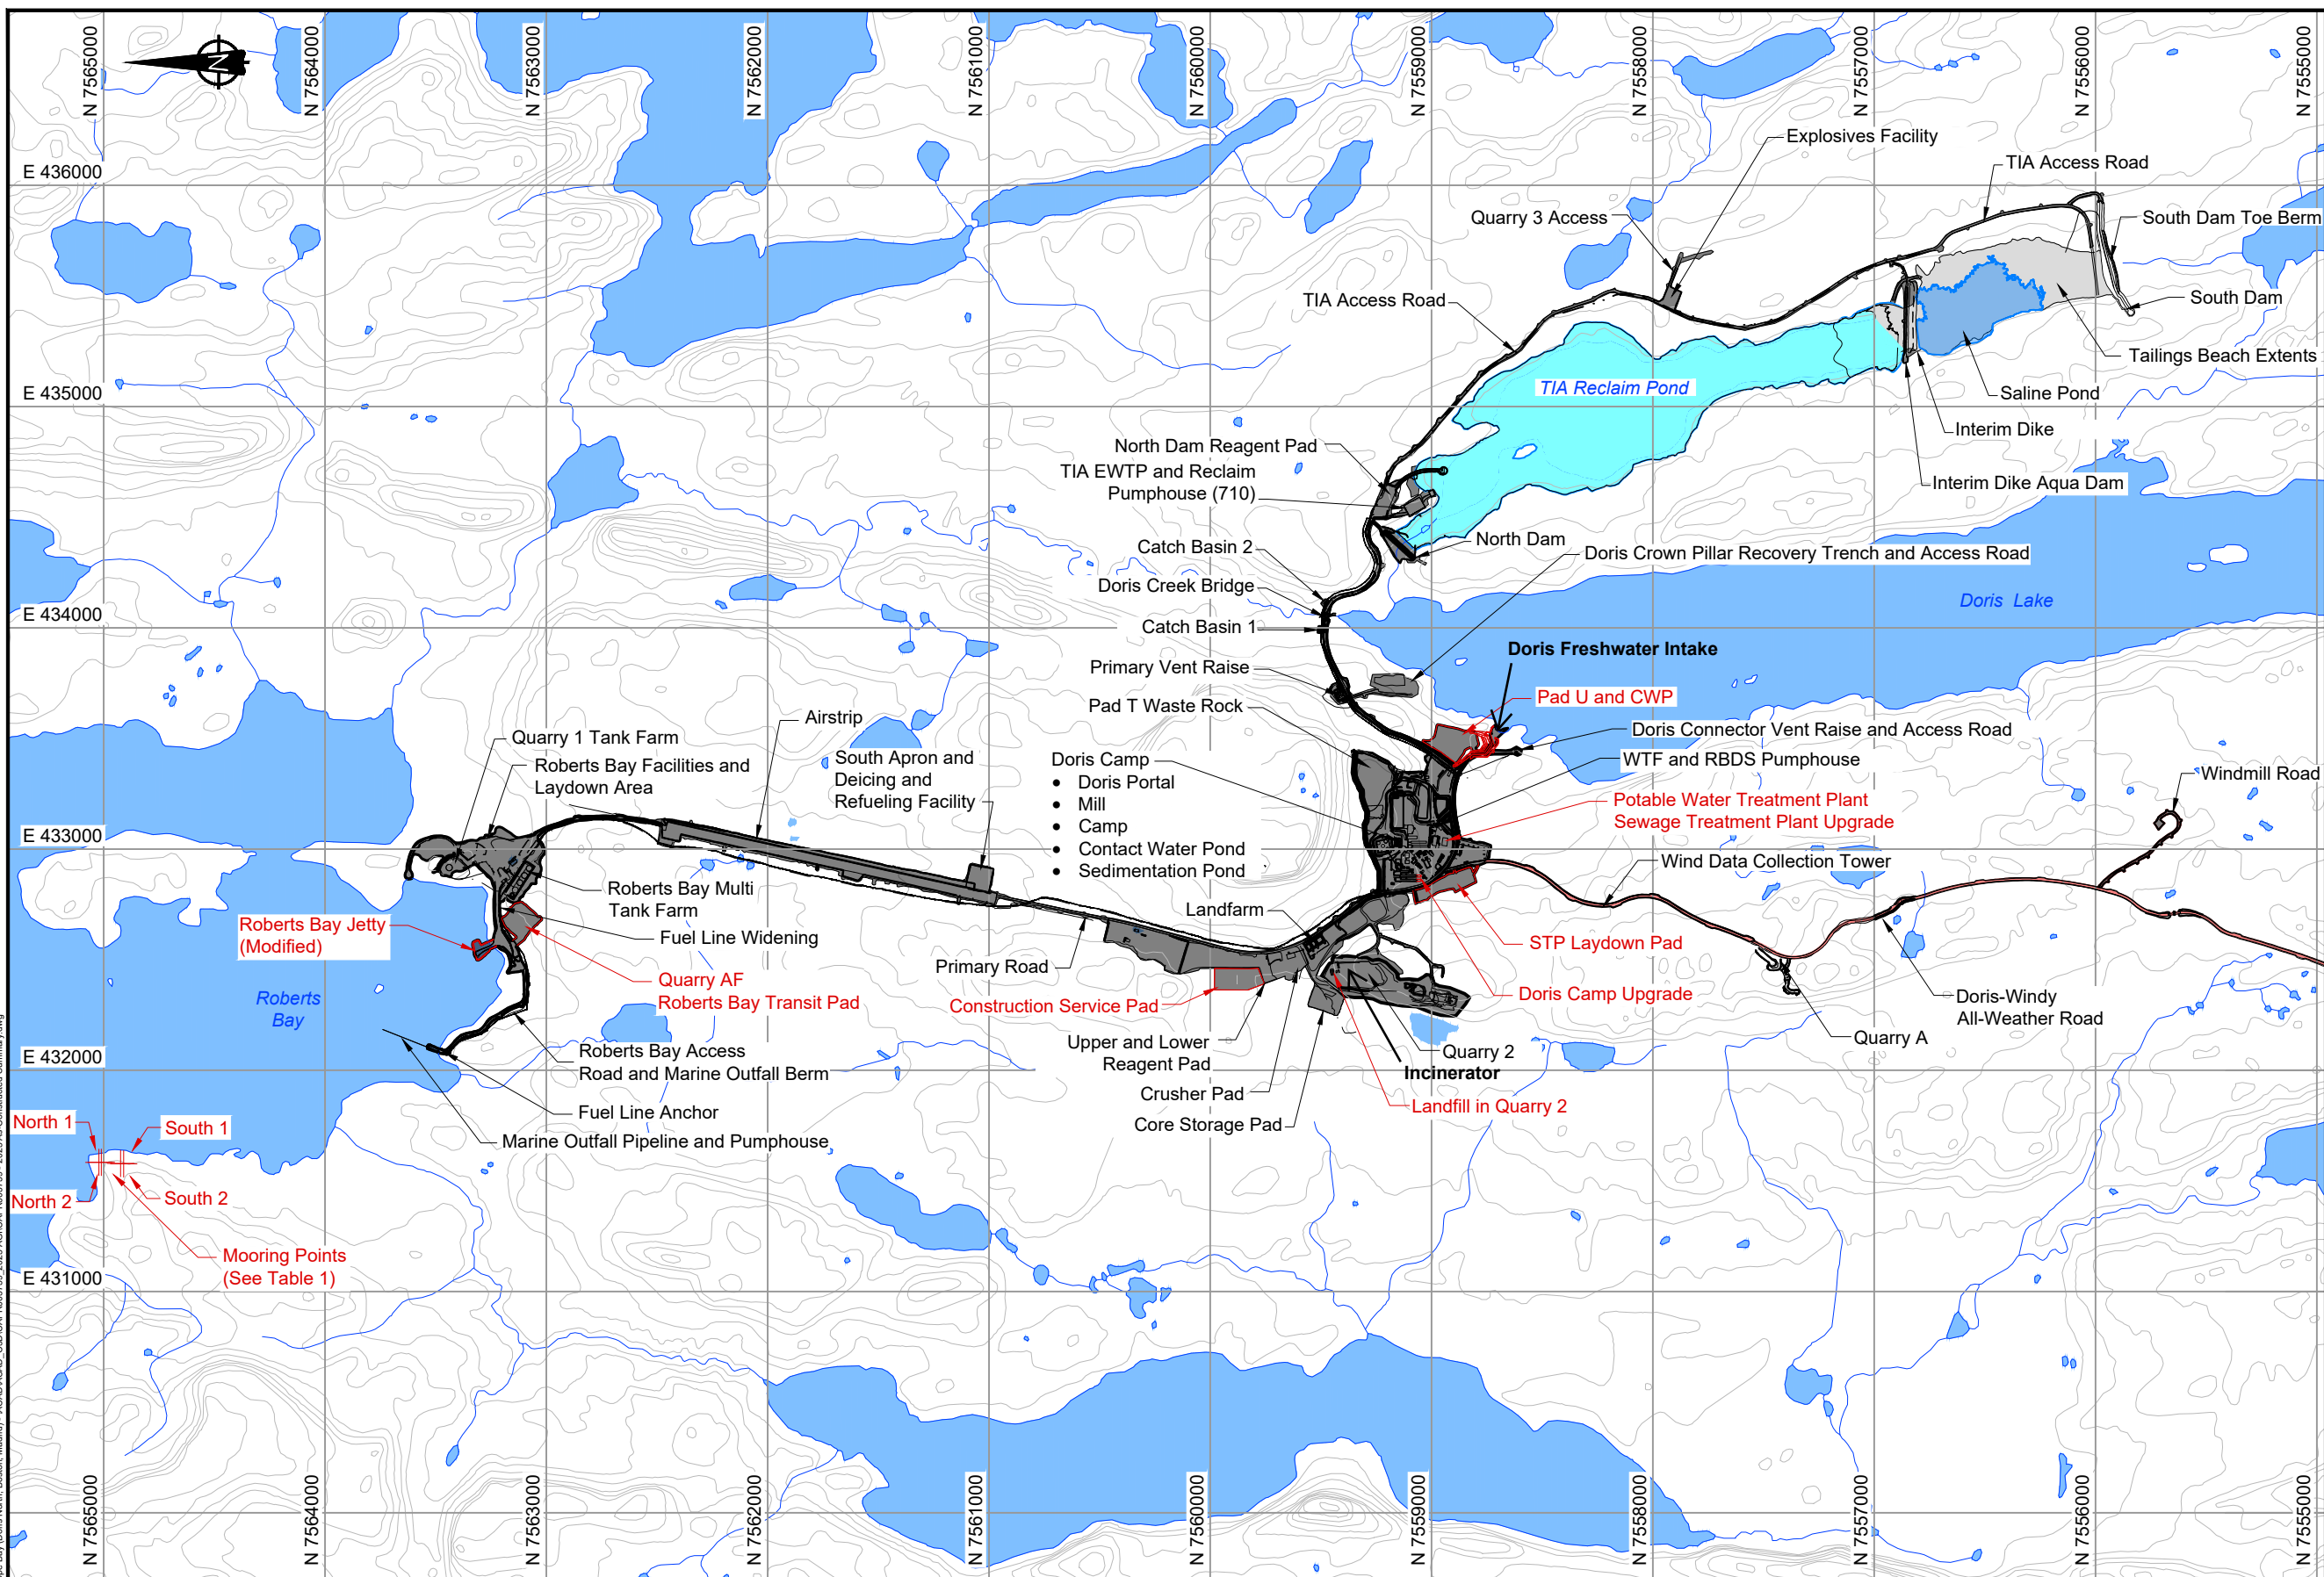 N 7565000
N 7564000
N 7563000
N 7562000
N 7561000
N 7560000
N 7559000
N 7558000
N 7557000
N 7556000
N 7555000
N
E 436000
E 435000
E 434000
E 433000
E 432000
E 431000
Explosives Facility
TIA Access Road
Quarry 3 Access
South Dam Toe Berm
TIA Access Road
South Dam
Tailings Beach Extents
TIA Reclaim Pond
Saline Pond
Interim Dike
North Dam Reagent Pad
TIA EWTP and Reclaim
Pumphouse (710)
Interim Dike Aqua Dam
North Dam
Catch Basin 2
Doris Crown Pillar Recovery Trench and Access Road
Doris Creek Bridge
Doris Lake
Catch Basin 1
Doris Freshwater Intake
Primary Vent Raise
Pad U and CWP
Pad T Waste Rock
Airstrip
Doris Connector Vent Raise and Access Road
Quarry 1 Tank Farm
Roberts Bay Facilities and
Laydown Area
South Apron and
Deicing and
Refueling Facility
Doris Camp
• Doris Portal
• Mill
• Camp
• Contact Water Pond
• Sedimentation Pond
WTF and RBDS Pumphouse
Windmill Road
Potable Water Treatment Plant
Sewage Treatment Plant Upgrade
Wind Data Collection Tower
Roberts Bay Multi
Tank Farm
Landfarm
Roberts Bay Jetty
(Modified)
Fuel Line Widening
STP Laydown Pad
Primary Road
Quarry AF
Roberts Bay Transit Pad
Construction Service Pad
Doris Camp Upgrade
Roberts
Bay
Doris-Windy
All-Weather Road
Quarry A
Upper and Lower
Reagent Pad
Roberts Bay Access
Road and Marine Outfall Berm
Quarry 2
Incinerator
Crusher Pad
Landfill in Quarry 2
Fuel Line Anchor
Core Storage Pad
Marine Outfall Pipeline and Pumphouse
North 1
South 1
North 2
South 2
Mooring Points
(See Table 1)
N 7565000
N 7564000
N 7563000
N 7562000
N 7561000
N 7560000
N 7559000
N 7558000
N 7557000
N 7556000
N 7555000